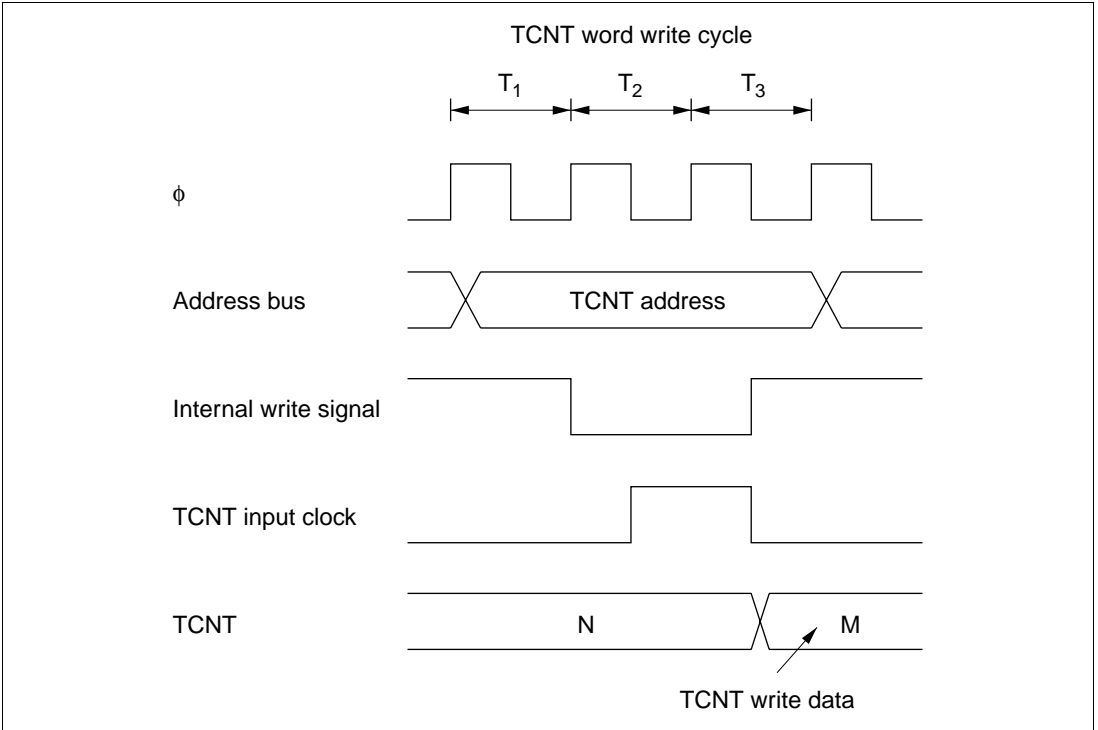 TCNT word write cycle
T1 T2 T3
ϕ
Address bus
TCNT address
Internal write signal
TCNT input clock
TCNT
N
M
TCNT write data